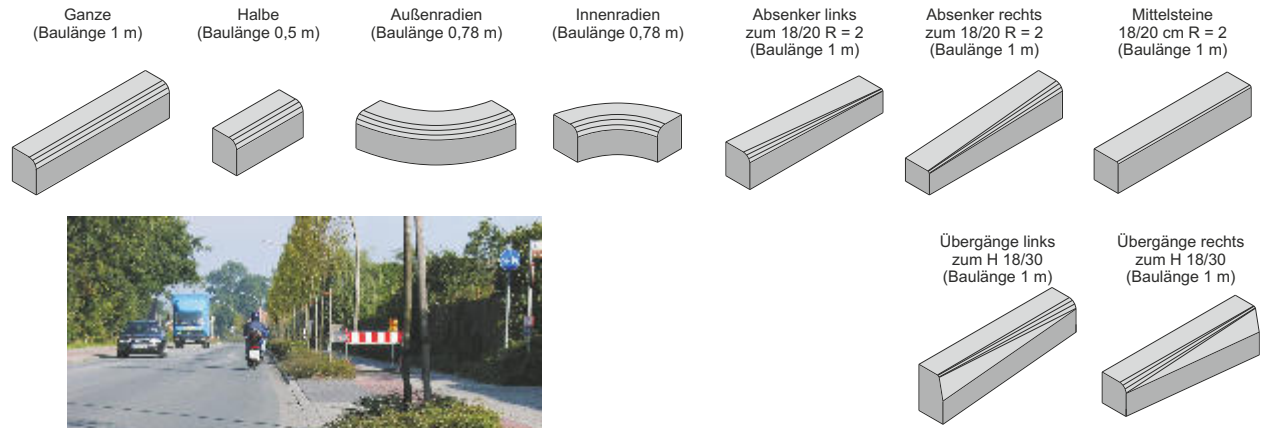 Ganze
(Baulänge 1 m)
Halbe
(Baulänge 0,5 m)
Außenradien
(Baulänge 0,78 m)
Innenradien
(Baulänge 0,78 m)
Absenker links
zum 18/20 R = 2
(Baulänge 1 m)
Absenker rechts
zum 18/20 R = 2
(Baulänge 1 m)
Mittelsteine
18/20 cm R = 2
(Baulänge 1 m)
Übergänge links
zum H 18/30
(Baulänge 1 m)
Übergänge rechts
zum H 18/30
(Baulänge 1 m)